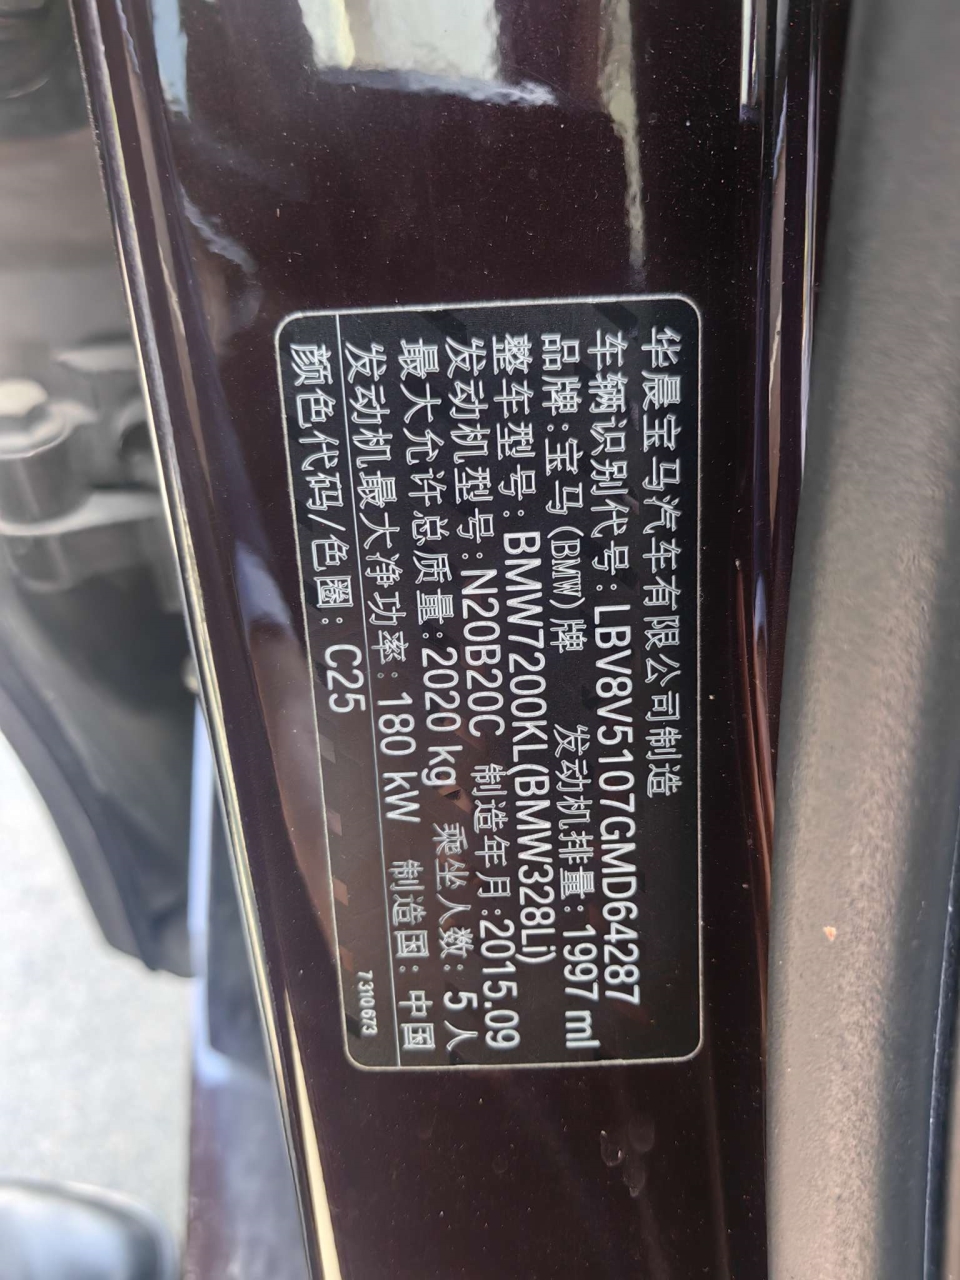 华晨宝马汽车有限公司制造
车辆识别代号:LBV8V5107GMD64287
品牌:宝马(BMW)牌 发动机排量:1997 ml
整车型号:BMW7200KL(BMW328Li)
发动机型号:N20B20C 制造年月:2015.09
最大允许总质量:2020 kg 乘坐人数:5人
发动机最大净功率:180 kW 制造国:中国
颜色代码/色圈:C25
7310673